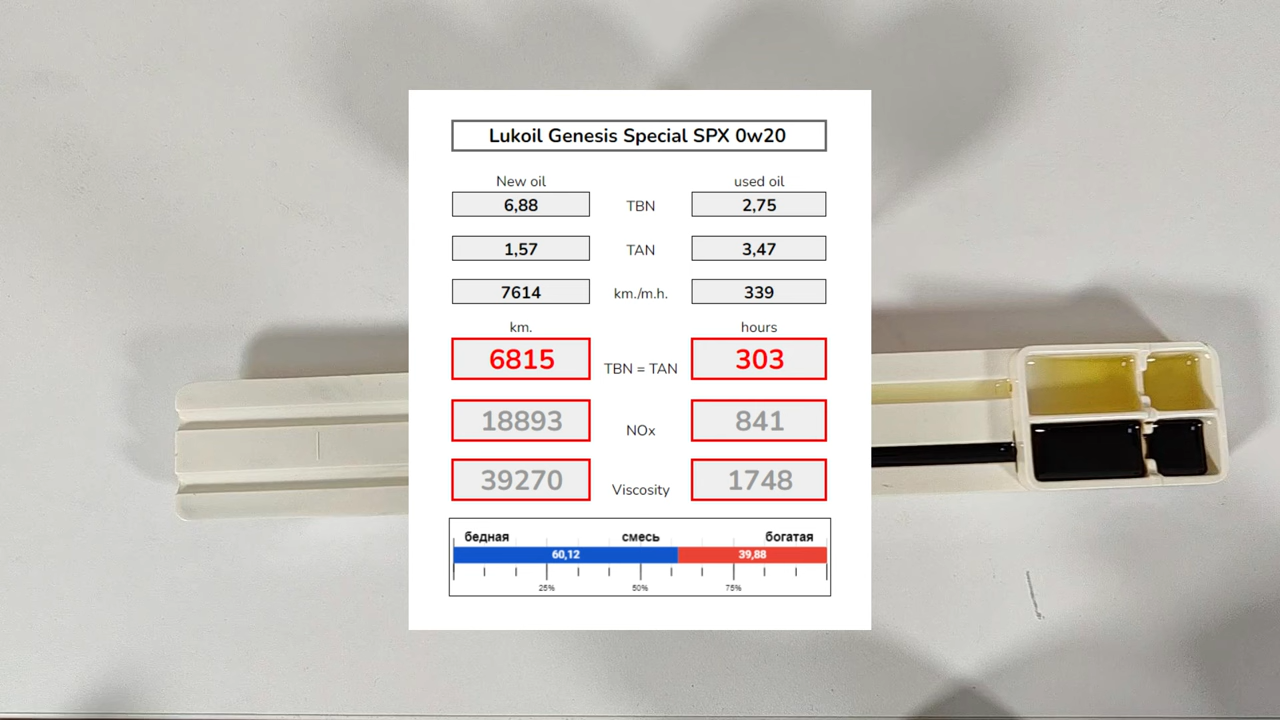 Lukoil Genesis Special SPX 0w20
New oil used oil
6,88 TBN 2,75
1,57 TAN 3,47
7614 km./m.h. 339
km. hours
6815 TBN = TAN 303
18893 NOx 841
39270 Viscosity 1748
бедная смесь богатая
60,12 39,88
25% 50% 75%